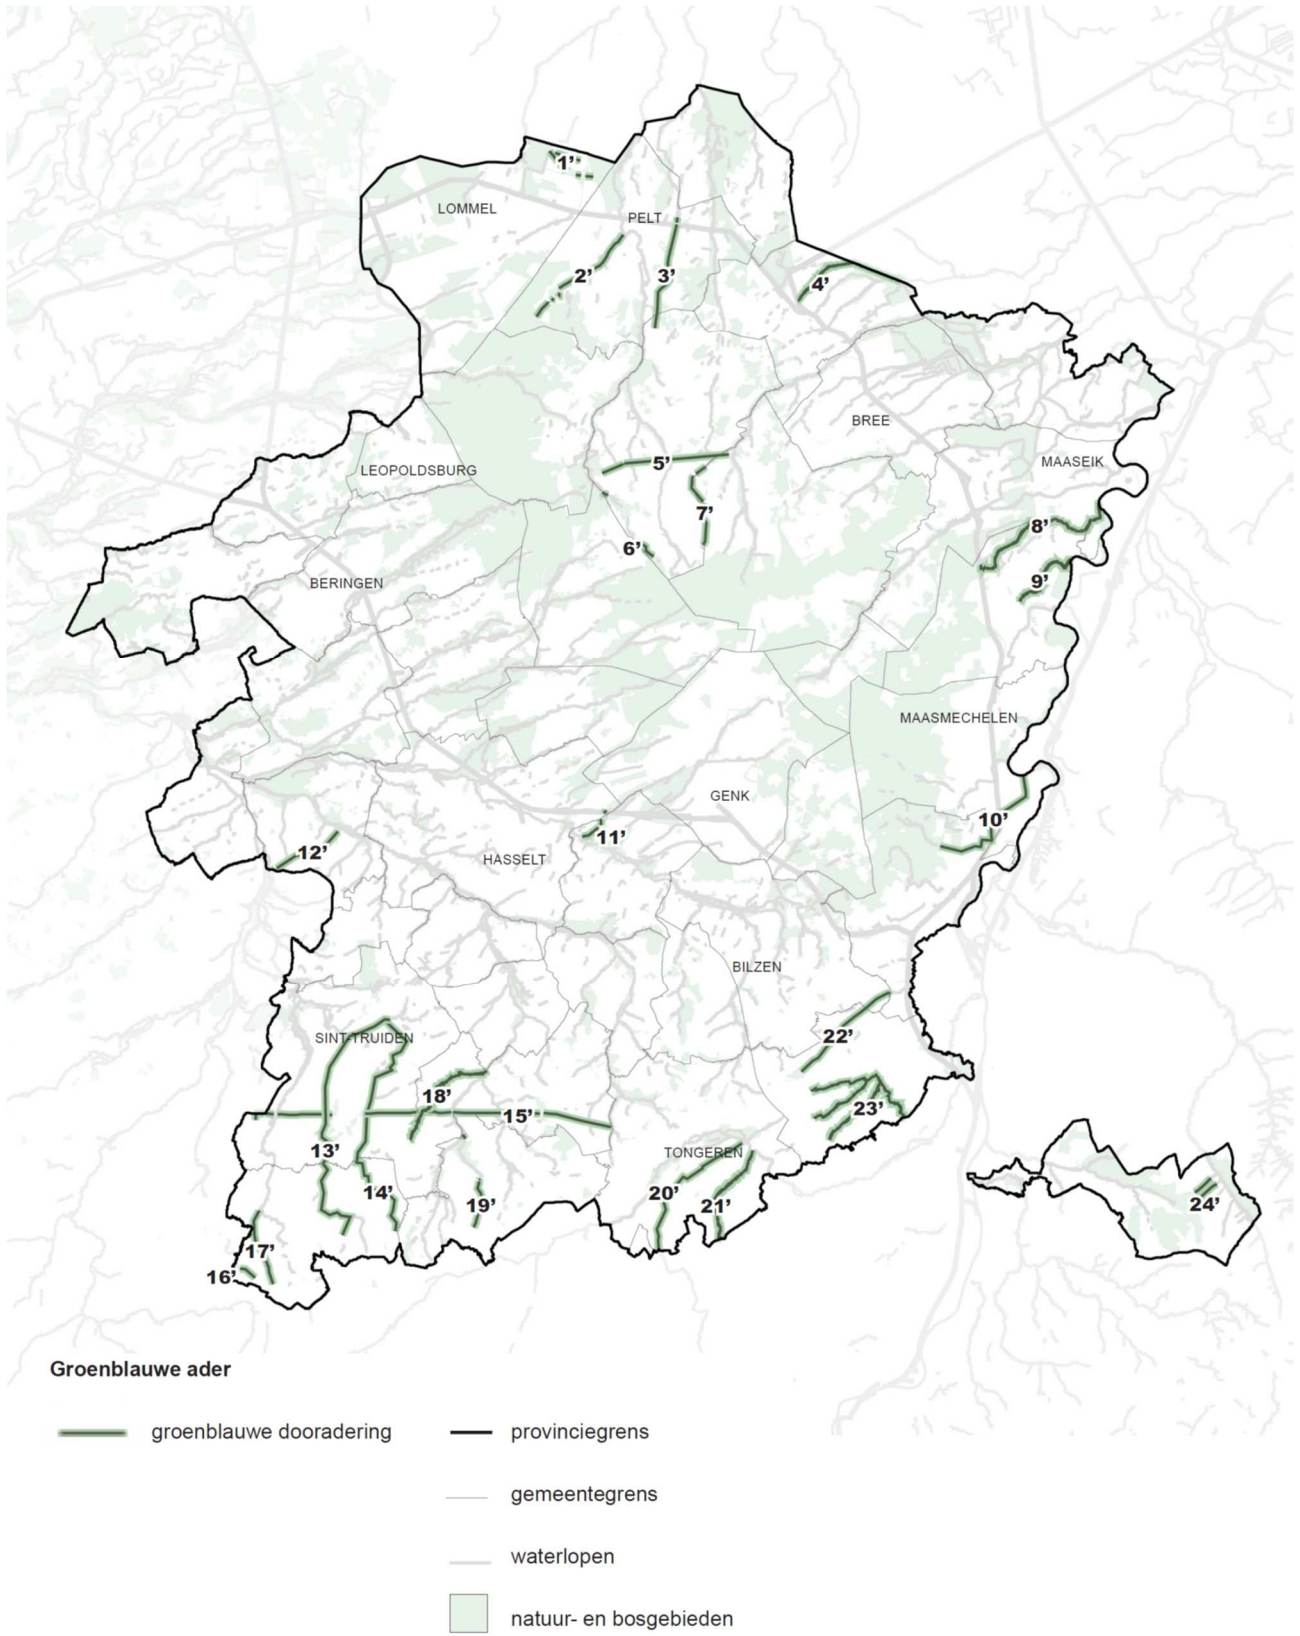 1’
LOMMEL
PELT
2’
3’
4’
BREE
LEOPOLDSBURG
5’
MAASEIK
7’
8’
6’
BERINGEN
9’
MAASMECHELEN
GENK
10’
11’
12’
HASSELT
BILZEN
22’
SINT-TRUIDEN
18’
23’
15’
13’
TONGEREN
14’
20’
19’
21’
24’
17’
16’
Groenblauwe ader
groenblauwe dooradering
provinciegrens
gemeentegrens
waterlopen
natuur- en bosgebieden